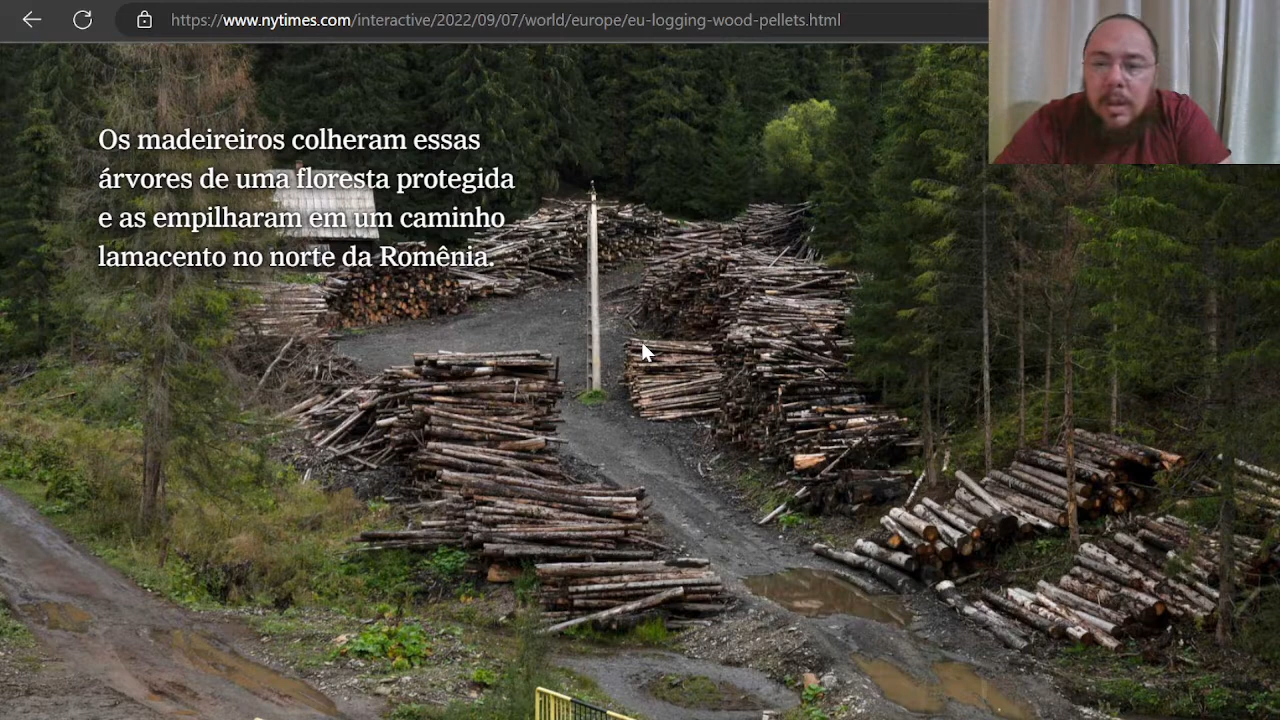 https://www.nytimes.com/interactive/2022/09/07/world/europe/eu-logging-wood-pellets.html
Os madeireiros colheram essas
árvores de uma floresta protegida
e as empilharam em um caminho
lamacento no norte da Romênia.